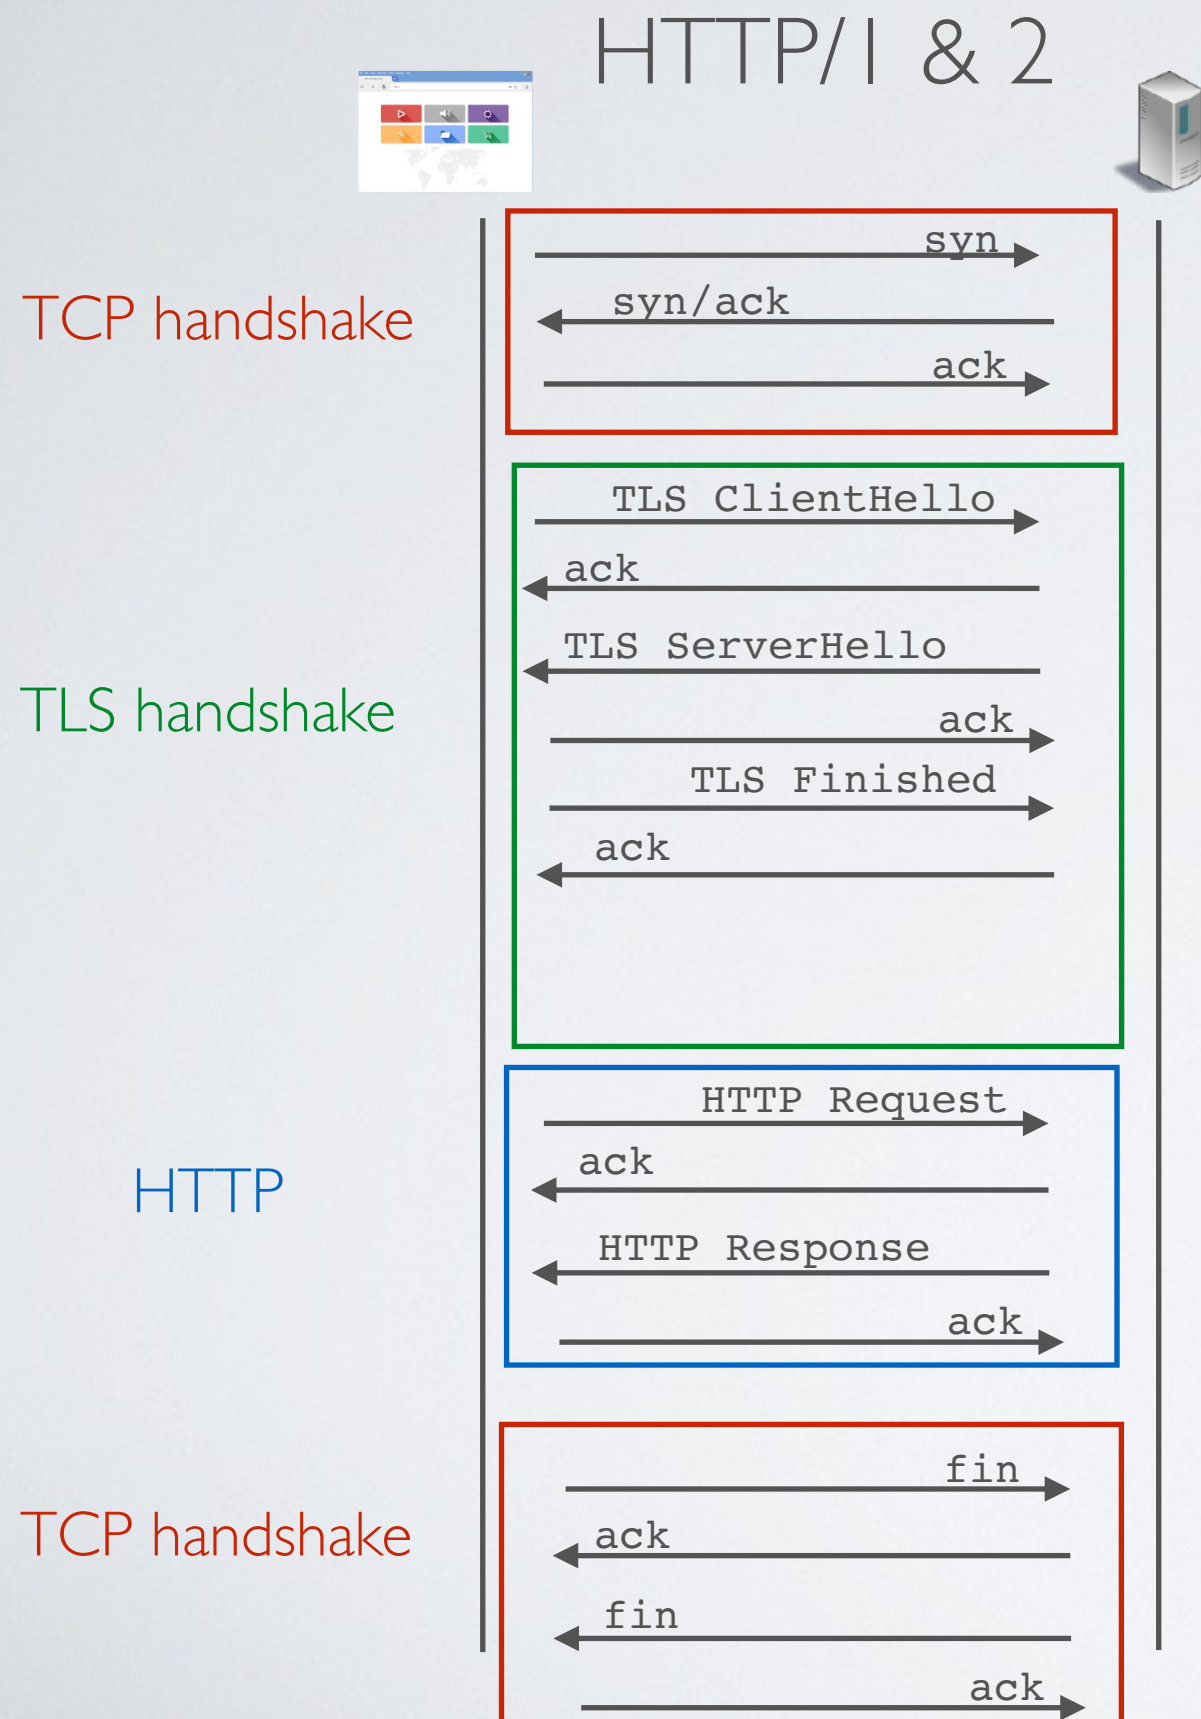 HTTP/1 & 2
TCP handshake
syn
syn/ack
ack
TLS handshake
TLS ClientHello
ack
TLS ServerHello
ack
TLS Finished
ack
HTTP
HTTP Request
ack
HTTP Response
ack
TCP handshake
fin
ack
fin
ack